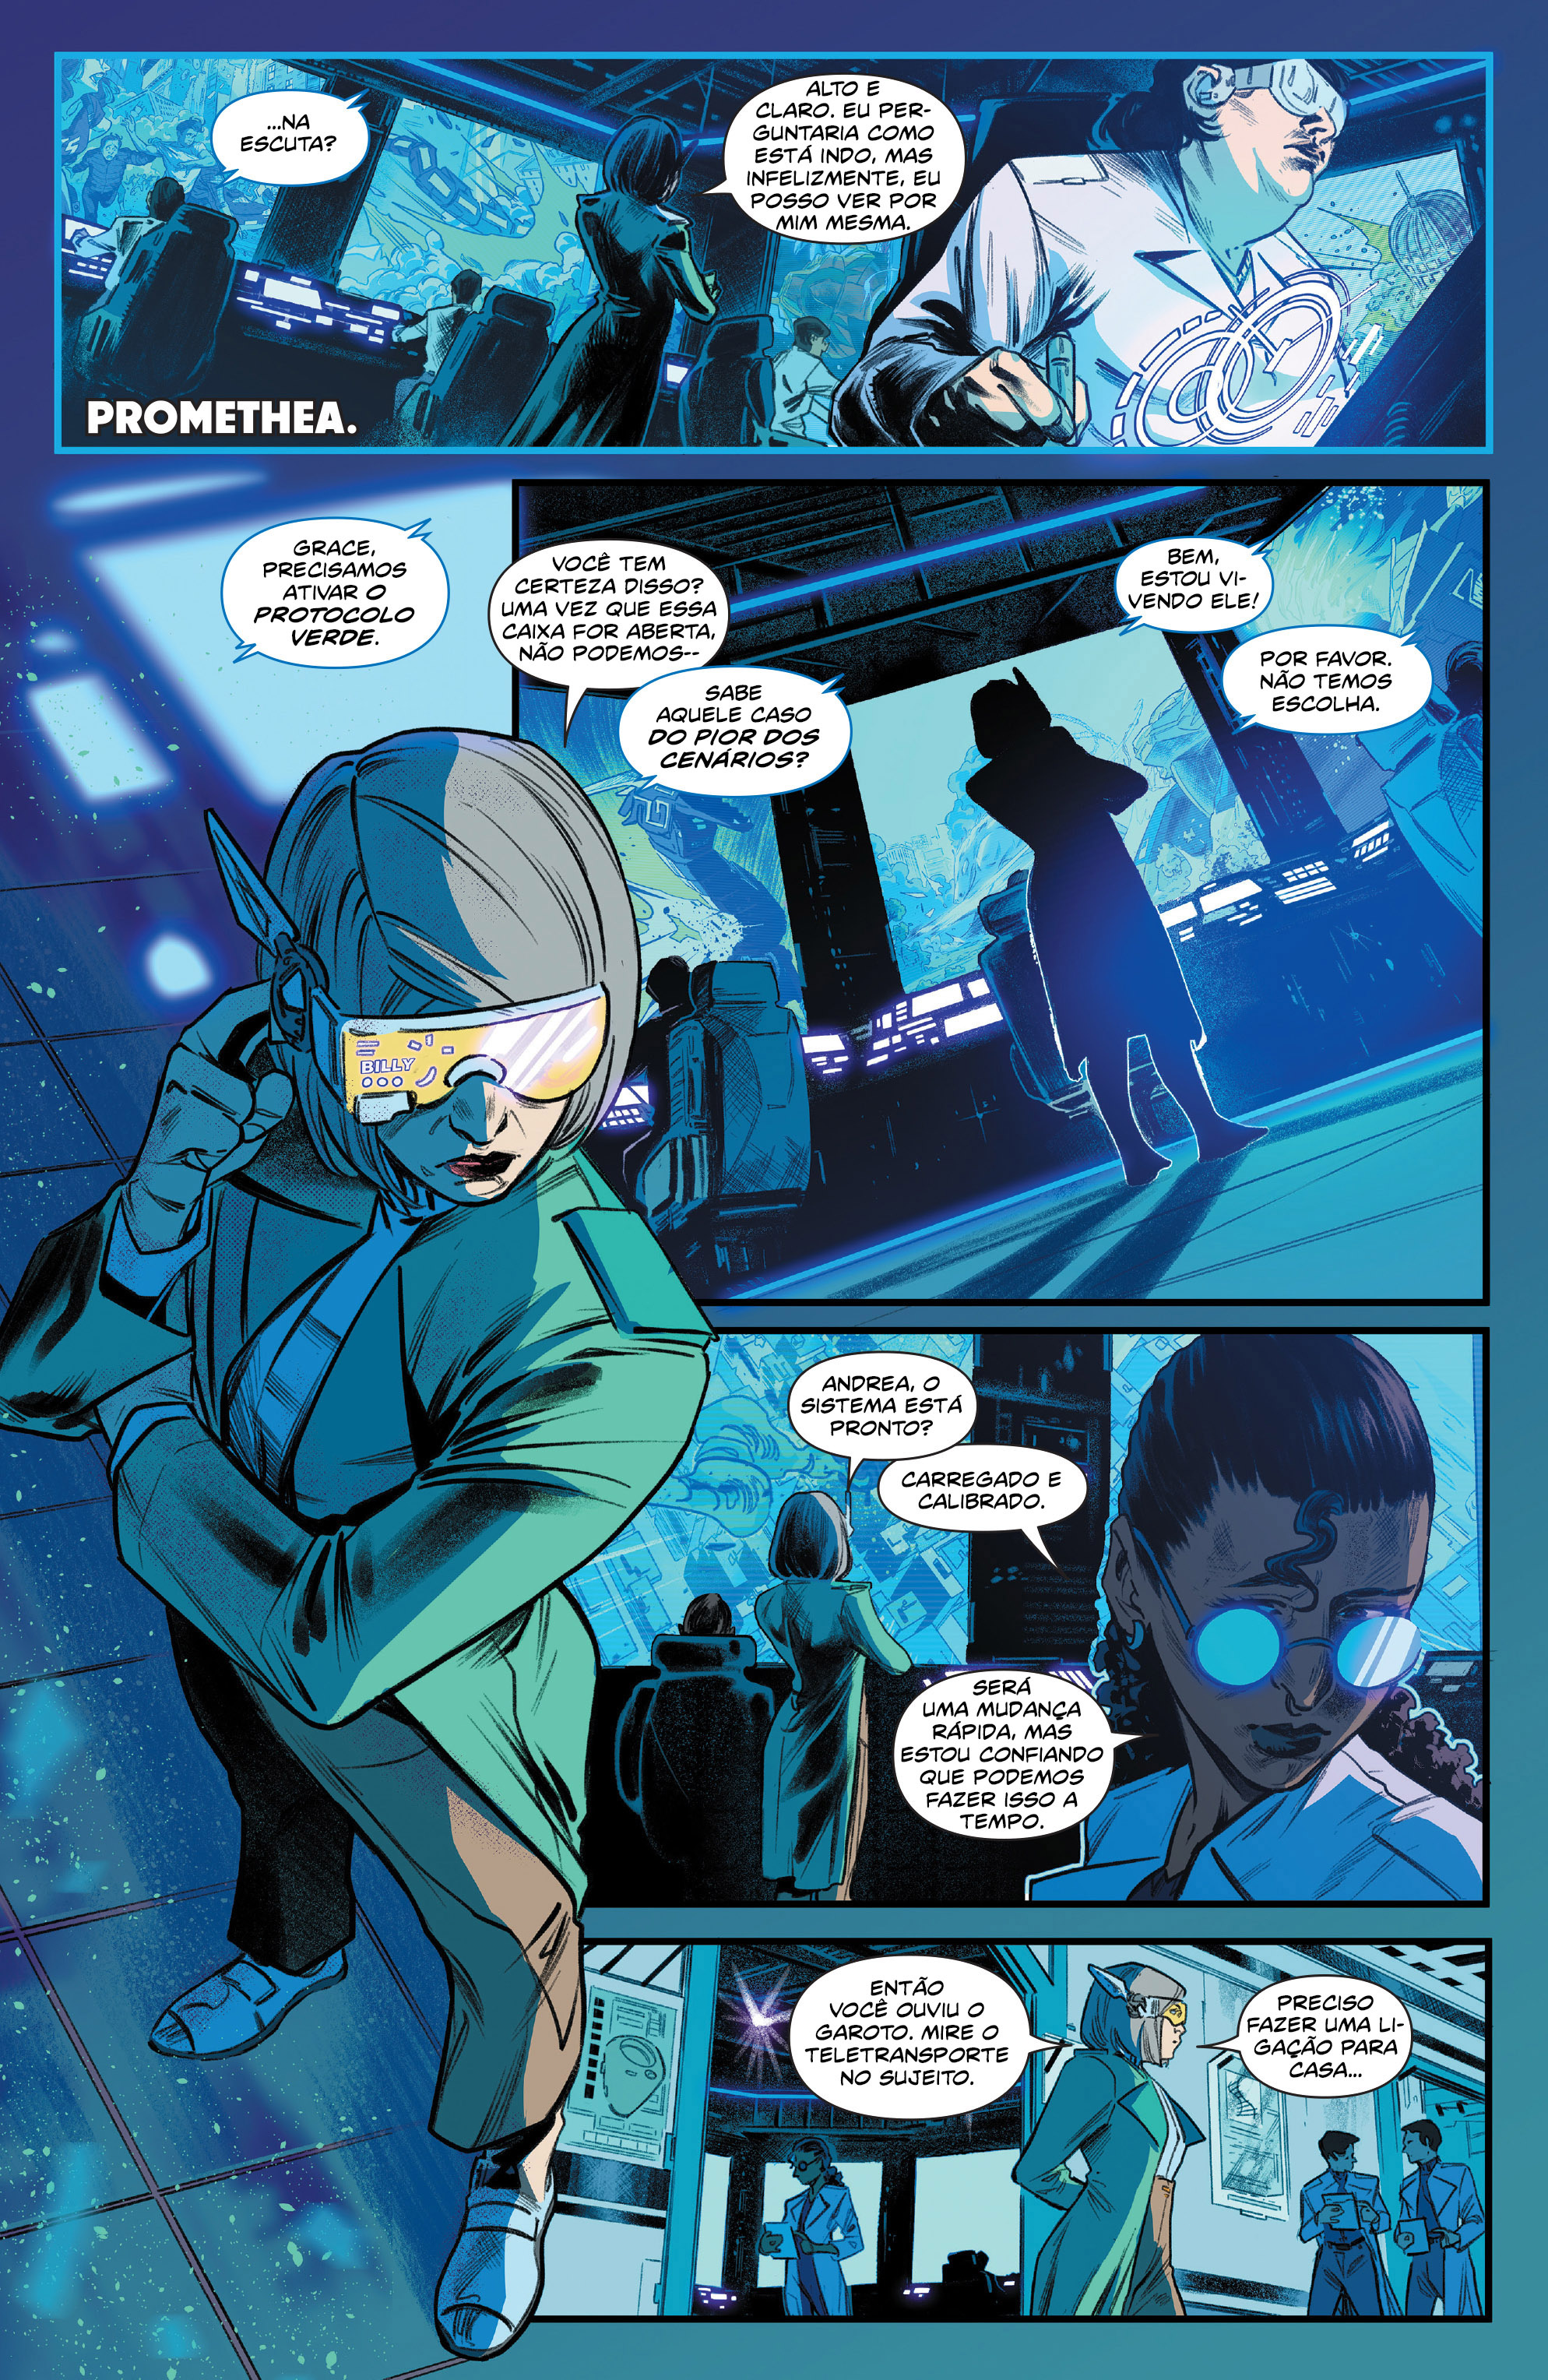 ...NA
ESCUTA?
ALTO E
CLARO. EU PER-
GUNTARIA COMO
ESTÁ INDO, MAS
INFELIZMENTE, EU
POSSO VER POR
MIM MESMA.
PROMETHEA.
GRACE,
PRECISAMOS
ATIVAR O
PROTOCOLO
VERDE.
VOCÊ TEM
CERTEZA DISSO?
UMA VEZ QUE ESSA
CAIXA FOR ABERTA,
NÃO PODEMOS--
SABE
AQUELE CASO
DO PIOR DOS
CENÁRIOS?
BEM,
ESTOU VI-
VENDO ELE!
POR FAVOR.
NÃO TEMOS
ESCOLHA.
BILLY
ANDREA, O
SISTEMA ESTÁ
PRONTO?
CARREGADO E
CALIBRADO.
SERÁ
UMA MUDANÇA
RÁPIDA, MAS
ESTOU CONFIANDO
QUE PODEMOS
FAZER ISSO A
TEMPO.
ENTÃO
VOCÊ OUVIU O
GAROTO. MIRE O
TELETRANSPORTE
NO SUJEITO.
PRECISO
FAZER UMA LI-
GAÇÃO PARA
CASA...